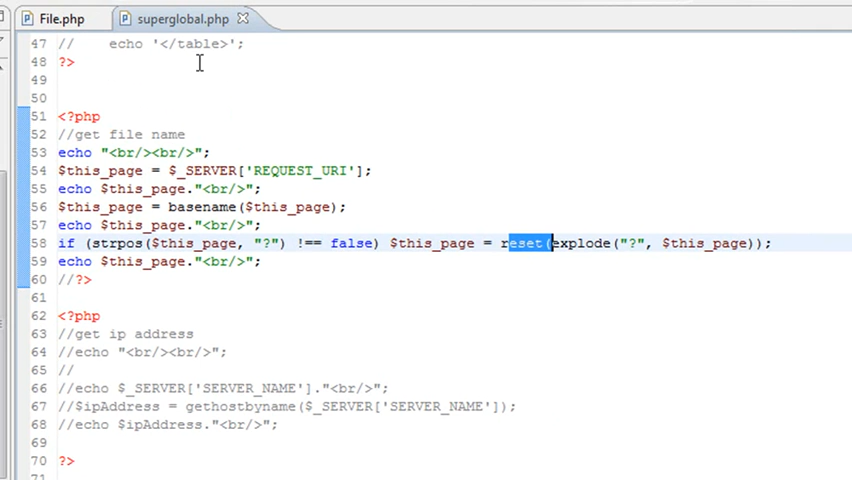 File.php superglobal.php
47 // echo '</table>';
48 ?>
49
50
51 <?php
52 //get file name
53 echo "<br/><br/>";
54 $this_page = $_SERVER['REQUEST_URI'];
55 echo $this_page."<br/>";
56 $this_page = basename($this_page);
57 echo $this_page."<br/>";
58 if (strpos($this_page, "?") !== false) $this_page = reset(explode("?", $this_page));
59 echo $this_page."<br/>";
60 //?>
61
62 <?php
63 //get ip address
64 //echo "<br/><br/>";
65 //
66 //echo $_SERVER['SERVER_NAME']."<br/>";
67 //$ipAddress = gethostbyname($_SERVER['SERVER_NAME']);
68 //echo $ipAddress."<br/>";
69
70 ?>
71